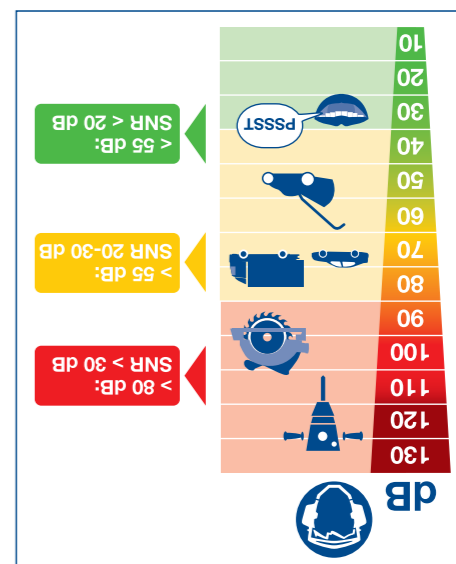 dB
130
120
110
100
90
80
70
60
50
40
30
20
10
> 80 dB:
SNR > 30 dB
> 55 dB:
SNR 20-30 dB
PSSST
< 55 dB:
SNR < 20 dB